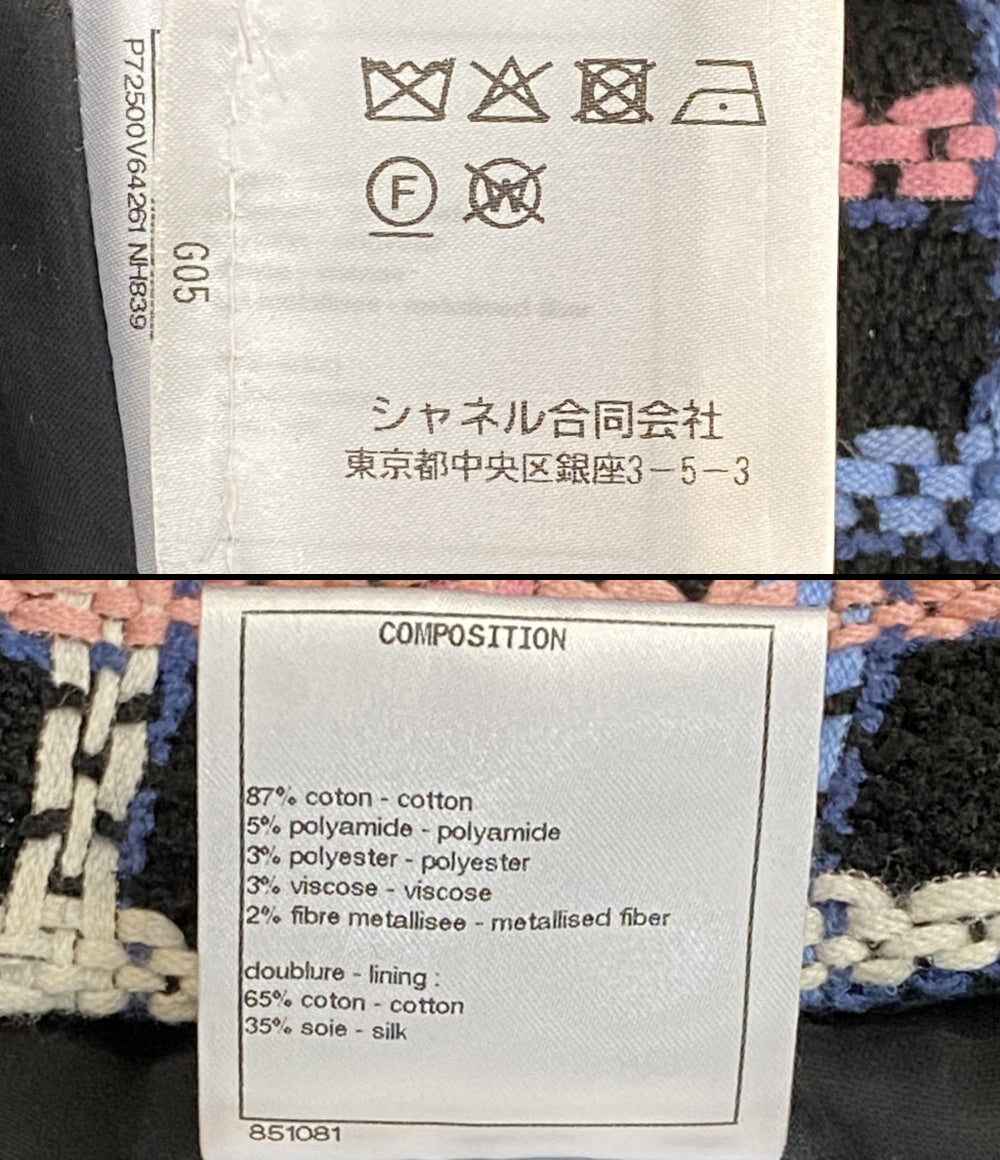 P72500V64261 NH839
G05
F
W
シャネル合同会社
東京都中央区銀座3-5-3
COMPOSITION
87% coton - cotton
5% polyamide - polyamide
3% polyester - polyester
3% viscose - viscose
2% fibre metallisee - metallised fiber
doublure - lining :
65% coton - cotton
35% soie - silk
851081